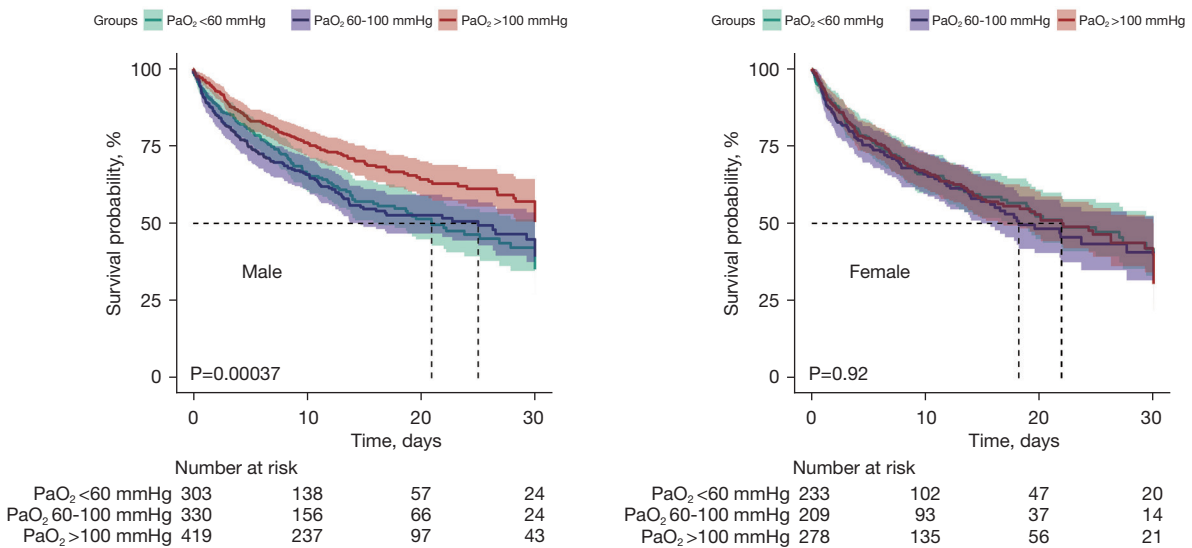 Groups PaO₂<60 mmHg PaO₂ 60-100 mmHg PaO₂>100 mmHg
100
75
50
25
0
Survival probability, %
Male
P=0.00037
0 10 20 30
Time, days
Number at risk
PaO₂<60 mmHg 303 138 57 24
PaO₂ 60-100 mmHg 330 156 66 24
PaO₂>100 mmHg 419 237 97 43
Groups PaO₂<60 mmHg PaO₂ 60-100 mmHg PaO₂>100 mmHg
100
75
50
25
0
Survival probability, %
Female
P=0.92
0 10 20 30
Time, days
Number at risk
PaO₂<60 mmHg 233 102 47 20
PaO₂ 60-100 mmHg 209 93 37 14
PaO₂>100 mmHg 278 135 56 21